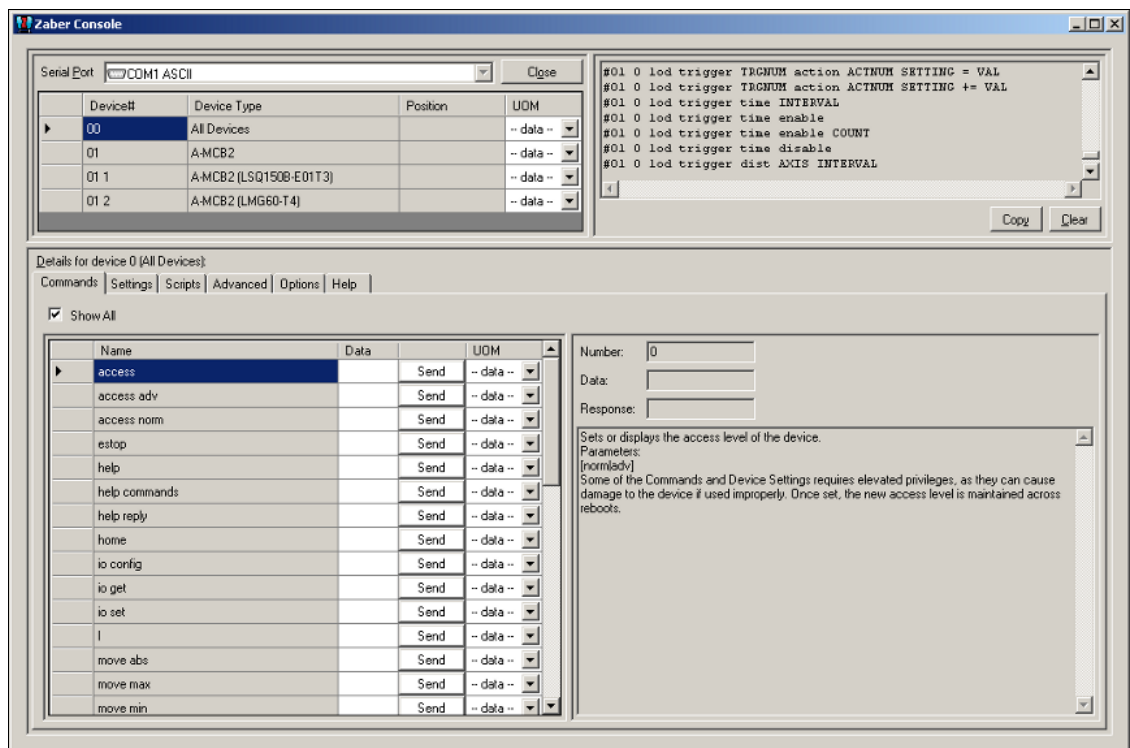 Zaber Console
Serial Port COM1 ASCII Close
Device# Device Type Position UOM
00 All Devices -- data --
01 A-MCB2 -- data --
01 1 A-MCB2 (LSQ150B-E01T3) -- data --
01 2 A-MCB2 (LMG60-T4) -- data --
#01 0 lod trigger TRGNUM action ACTNUM SETTING = VAL
#01 0 lod trigger TRGNUM action ACTNUM SETTING += VAL
#01 0 lod trigger time INTERVAL
#01 0 lod trigger time enable
#01 0 lod trigger time enable COUNT
#01 0 lod trigger time disable
#01 0 lod trigger dist AXIS INTERVAL
Copy Clear
Details for device 0 (All Devices):
Commands Settings Scripts Advanced Options Help
Show All
Name Data UOM
access Send -- data --
access adv Send -- data --
access norm Send -- data --
estop Send -- data --
help Send -- data --
help commands Send -- data --
help reply Send -- data --
home Send -- data --
io config Send -- data --
io get Send -- data --
io set Send -- data --
l Send -- data --
move abs Send -- data --
move max Send -- data --
move min Send -- data --
Number: 0
Data:
Response:
Sets or displays the access level of the device.
Parameters:
[norm|adv]
Some of the Commands and Device Settings requires elevated privileges, as they can cause
damage to the device if used improperly. Once set, the new access level is maintained across
reboots.